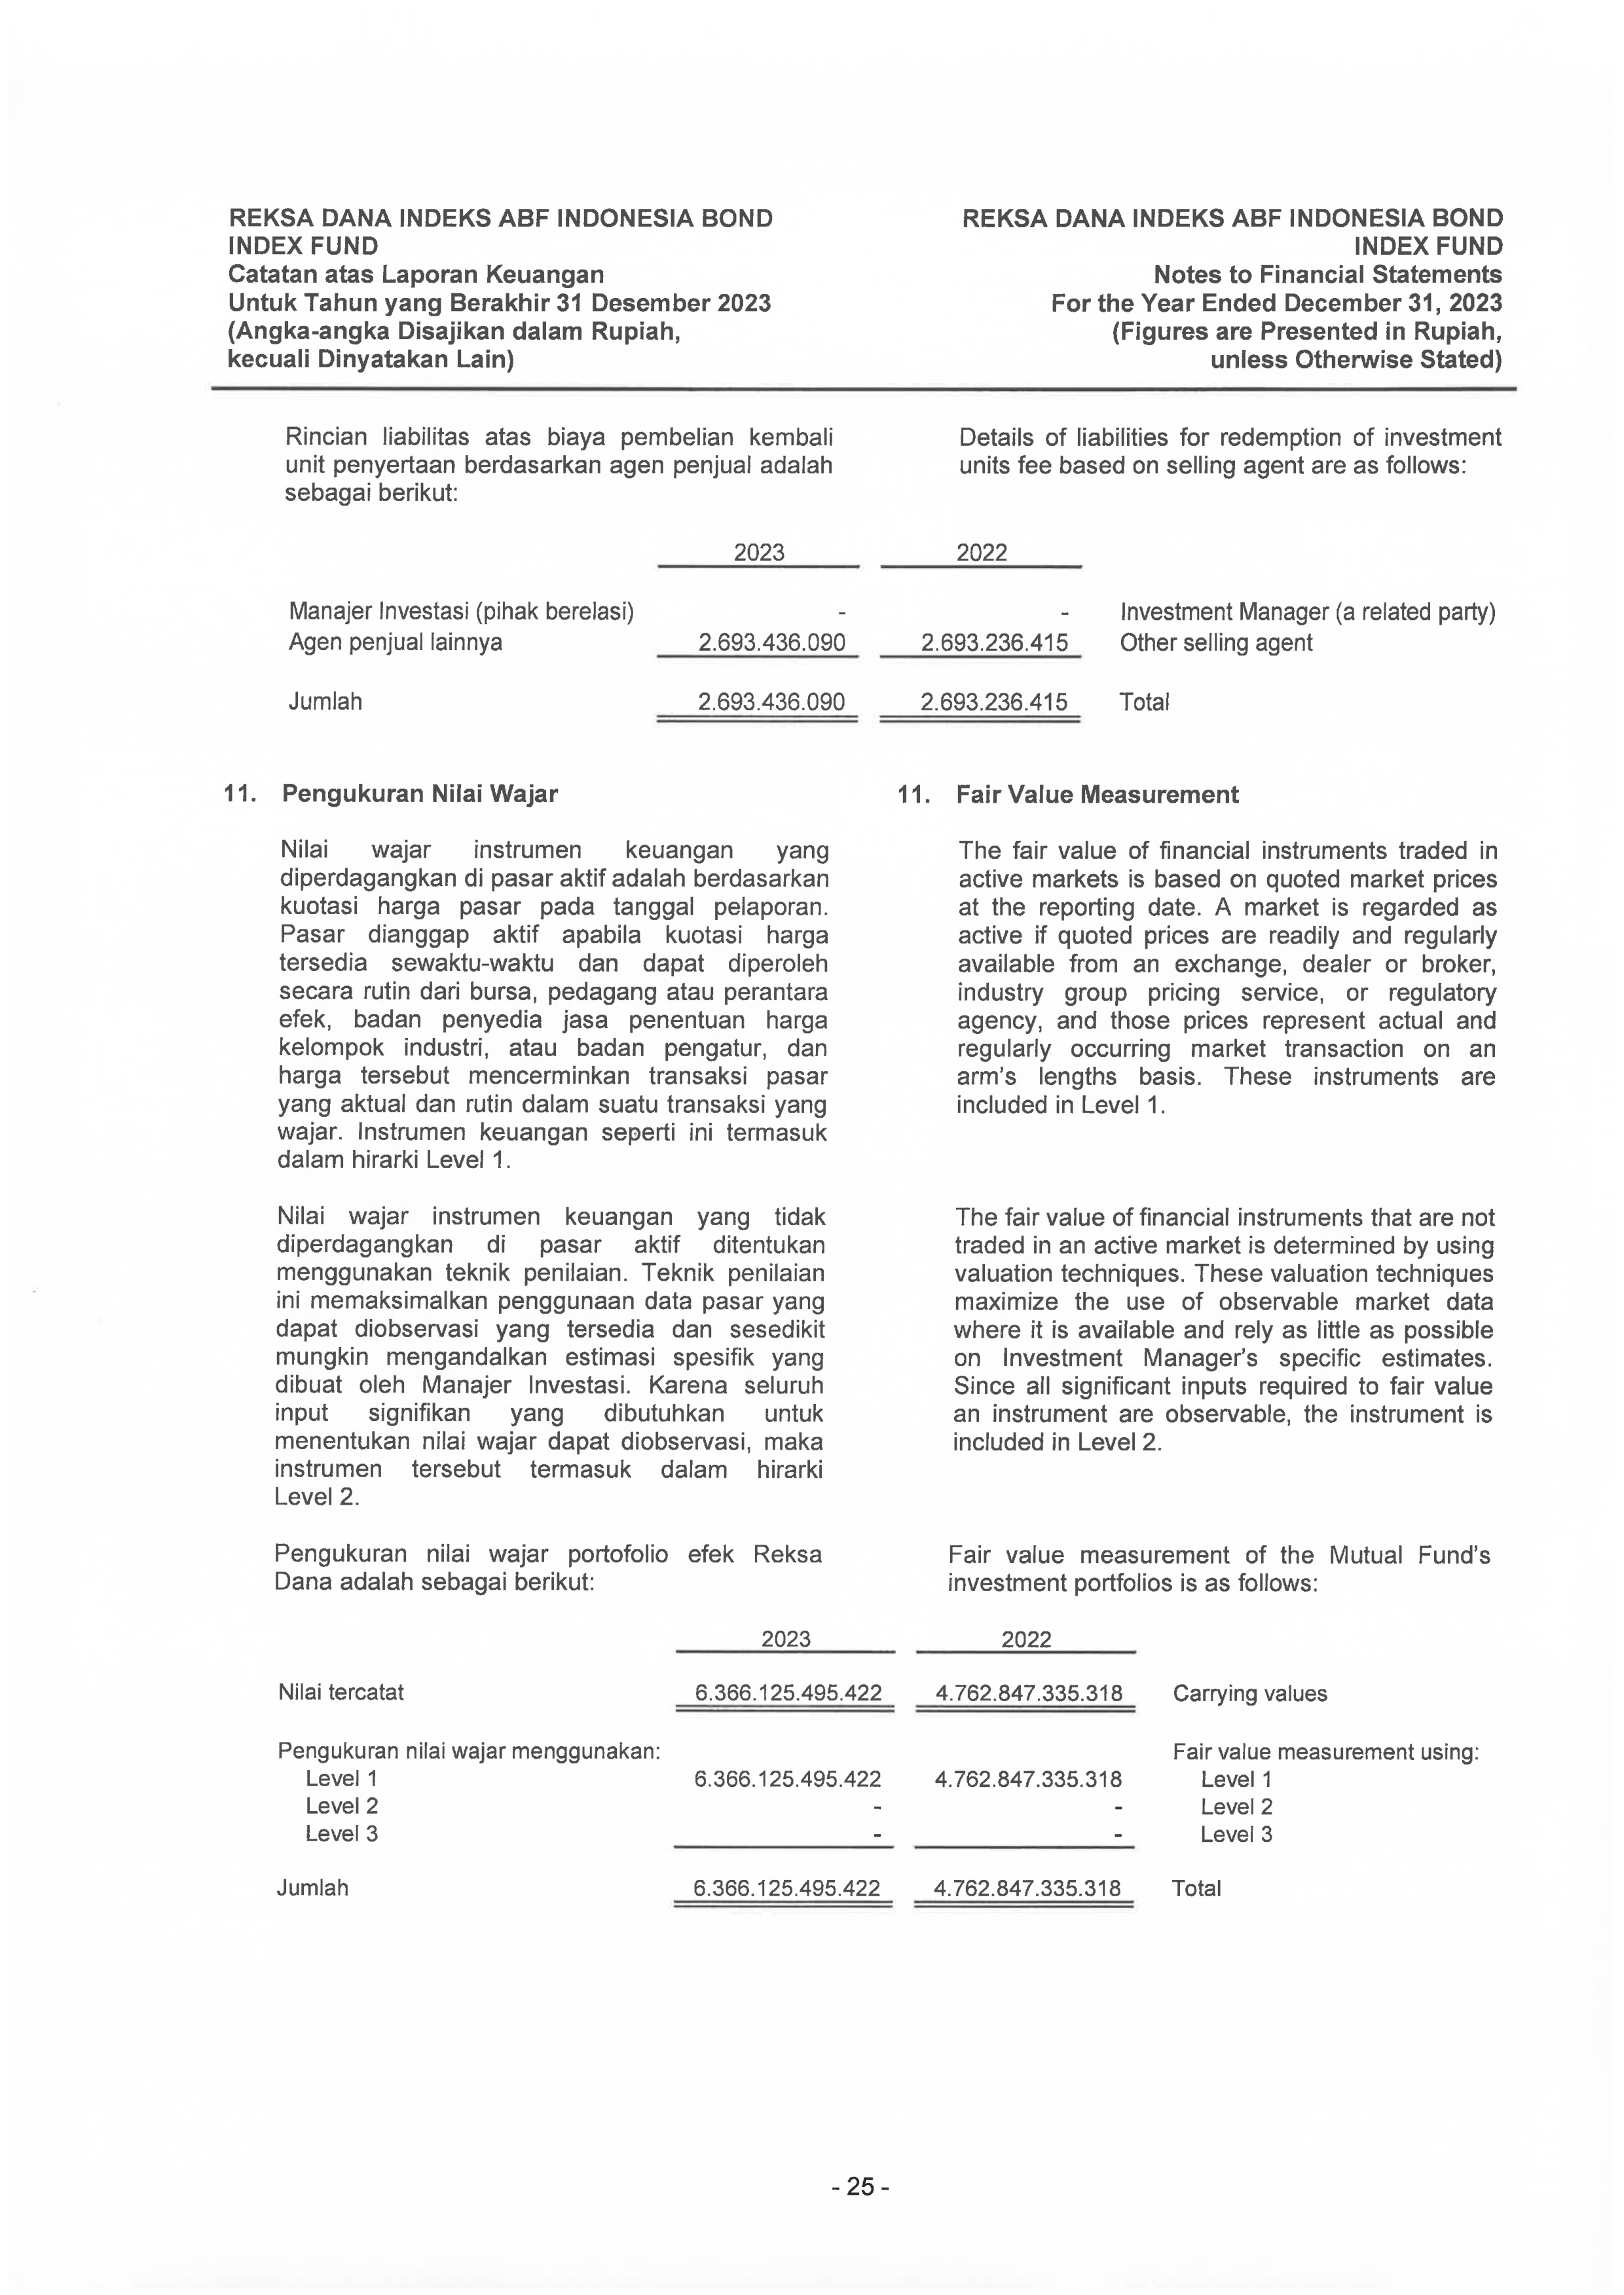 REKSA DANA INDEKS ABF INDONESIA BOND
INDEX FUND
Catatan atas Laporan Keuangan
Untuk Tahun yang Berakhir 31 Desember 2023
(Angka-angka Disajikan dalam Rupiah,
kecuali Dinyatakan Lain)
REKSA DANA INDEKS ABF INDONESIA BOND
INDEX FUND
Notes to Financial Statements
For the Year Ended December 31, 2023
(Figures are Presented in Rupiah,
unless Otherwise Stated)
Rincian liabilitas atas biaya pembelian kembali
unit penyertaan berdasarkan agen penjual adalah
sebagai berikut:
Details of liabilities for redemption of investment
units fee based on selling agent are as follows:
2023 2022
Manajer Investasi (pihak berelasi) - - Investment Manager (a related party)
Agen penjual lainnya 2.693.436.090 2.693.236.415 Other selling agent
Jumlah 2.693.436.090 2.693.236.415 Total
11. Pengukuran Nilai Wajar
Nilai wajar instrumen keuangan yang
diperdagangkan di pasar aktif adalah berdasarkan
kuotasi harga pasar pada tanggal pelaporan.
Pasar dianggap aktif apabila kuotasi harga
tersedia sewaktu-waktu dan dapat diperoleh
secara rutin dari bursa, pedagang atau perantara
efek, badan penyedia jasa penentuan harga
kelompok industri, atau badan pengatur, dan
harga tersebut mencerminkan transaksi pasar
yang aktual dan rutin dalam suatu transaksi yang
wajar. Instrumen keuangan seperti ini termasuk
dalam hirarki Level 1.
11. Fair Value Measurement
The fair value of financial instruments traded in
active markets is based on quoted market prices
at the reporting date. A market is regarded as
active if quoted prices are readily and regularly
available from an exchange, dealer or broker,
industry group pricing service, or regulatory
agency, and those prices represent actual and
regularly occurring market transaction on an
arm's lengths basis. These instruments are
included in Level 1.
Nilai wajar instrumen keuangan yang tidak
diperdagangkan di pasar aktif ditentukan
menggunakan teknik penilaian. Teknik penilaian
ini memaksimalkan penggunaan data pasar yang
dapat diobservasi yang tersedia dan sesedikit
mungkin mengandalkan estimasi spesifik yang
dibuat oleh Manajer Investasi. Karena seluruh
input signifikan yang dibutuhkan untuk
menentukan nilai wajar dapat diobservasi, maka
instrumen tersebut termasuk dalam hirarki
Level 2.
The fair value of financial instruments that are not
traded in an active market is determined by using
valuation techniques. These valuation techniques
maximize the use of observable market data
where it is available and rely as little as possible
on Investment Manager's specific estimates.
Since all significant inputs required to fair value
an instrument are observable, the instrument is
included in Level 2.
Pengukuran nilai wajar portofolio efek Reksa
Dana adalah sebagai berikut:
Fair value measurement of the Mutual Fund's
investment portfolios is as follows:
2023 2022
Nilai tercatat 6.366.125.495.422 4.762.847.335.318 Carrying values
Pengukuran nilai wajar menggunakan: Fair value measurement using:
Level 1 6.366.125.495.422 4.762.847.335.318 Level 1
Level 2 - - Level 2
Level 3 - - Level 3
Jumlah 6.366.125.495.422 4.762.847.335.318 Total
- 25 -